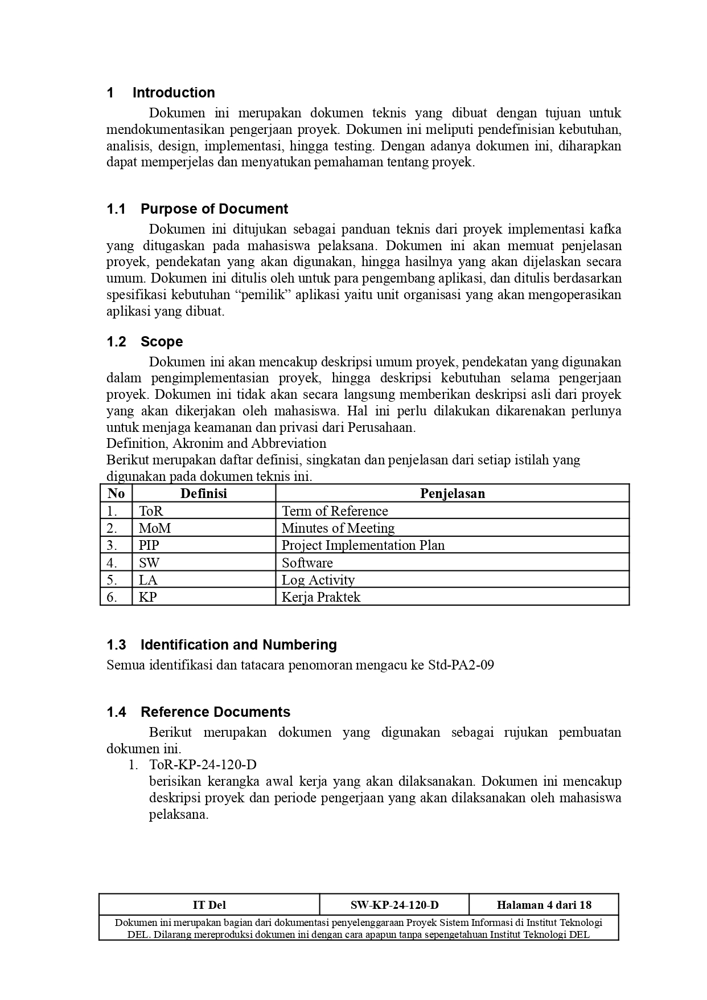 1 Introduction
Dokumen ini merupakan dokumen teknis yang dibuat dengan tujuan untuk
mendokumentasikan pengerjaan proyek. Dokumen ini meliputi pendefinisian kebutuhan,
analisis, design, implementasi, hingga testing. Dengan adanya dokumen ini, diharapkan
dapat memperjelas dan menyatukan pemahaman tentang proyek.
1.1 Purpose of Document
Dokumen ini ditujukan sebagai panduan teknis dari proyek implementasi kafka
yang ditugaskan pada mahasiswa pelaksana. Dokumen ini akan memuat penjelasan
proyek, pendekatan yang akan digunakan, hingga hasilnya yang akan dijelaskan secara
umum. Dokumen ini ditulis oleh untuk para pengembang aplikasi, dan ditulis berdasarkan
spesifikasi kebutuhan “pemilik” aplikasi yaitu unit organisasi yang akan mengoperasikan
aplikasi yang dibuat.
1.2 Scope
Dokumen ini akan mencakup deskripsi umum proyek, pendekatan yang digunakan
dalam pengimplementasian proyek, hingga deskripsi kebutuhan selama pengerjaan
proyek. Dokumen ini tidak akan secara langsung memberikan deskripsi asli dari proyek
yang akan dikerjakan oleh mahasiswa. Hal ini perlu dilakukan dikarenakan perlunya
untuk menjaga keamanan dan privasi dari Perusahaan.
Definition, Akronim and Abbreviation
Berikut merupakan daftar definisi, singkatan dan penjelasan dari setiap istilah yang
digunakan pada dokumen teknis ini.
No Definisi Penjelasan
1. ToR Term of Reference
2. MoM Minutes of Meeting
3. PIP Project Implementation Plan
4. SW Software
5. LA Log Activity
6. KP Kerja Praktek
1.3 Identification and Numbering
Semua identifikasi dan tatacara penomoran mengacu ke Std-PA2-09
1.4 Reference Documents
Berikut merupakan dokumen yang digunakan sebagai rujukan pembuatan
dokumen ini.
1. ToR-KP-24-120-D
berisikan kerangka awal kerja yang akan dilaksanakan. Dokumen ini mencakup
deskripsi proyek dan periode pengerjaan yang akan dilaksanakan oleh mahasiswa
pelaksana.
IT Del SW-KP-24-120-D Halaman 4 dari 18
Dokumen ini merupakan bagian dari dokumentasi penyelenggaraan Proyek Sistem Informasi di Institut Teknologi
DEL. Dilarang mereproduksi dokumen ini dengan cara apapun tanpa sepengetahuan Institut Teknologi DEL